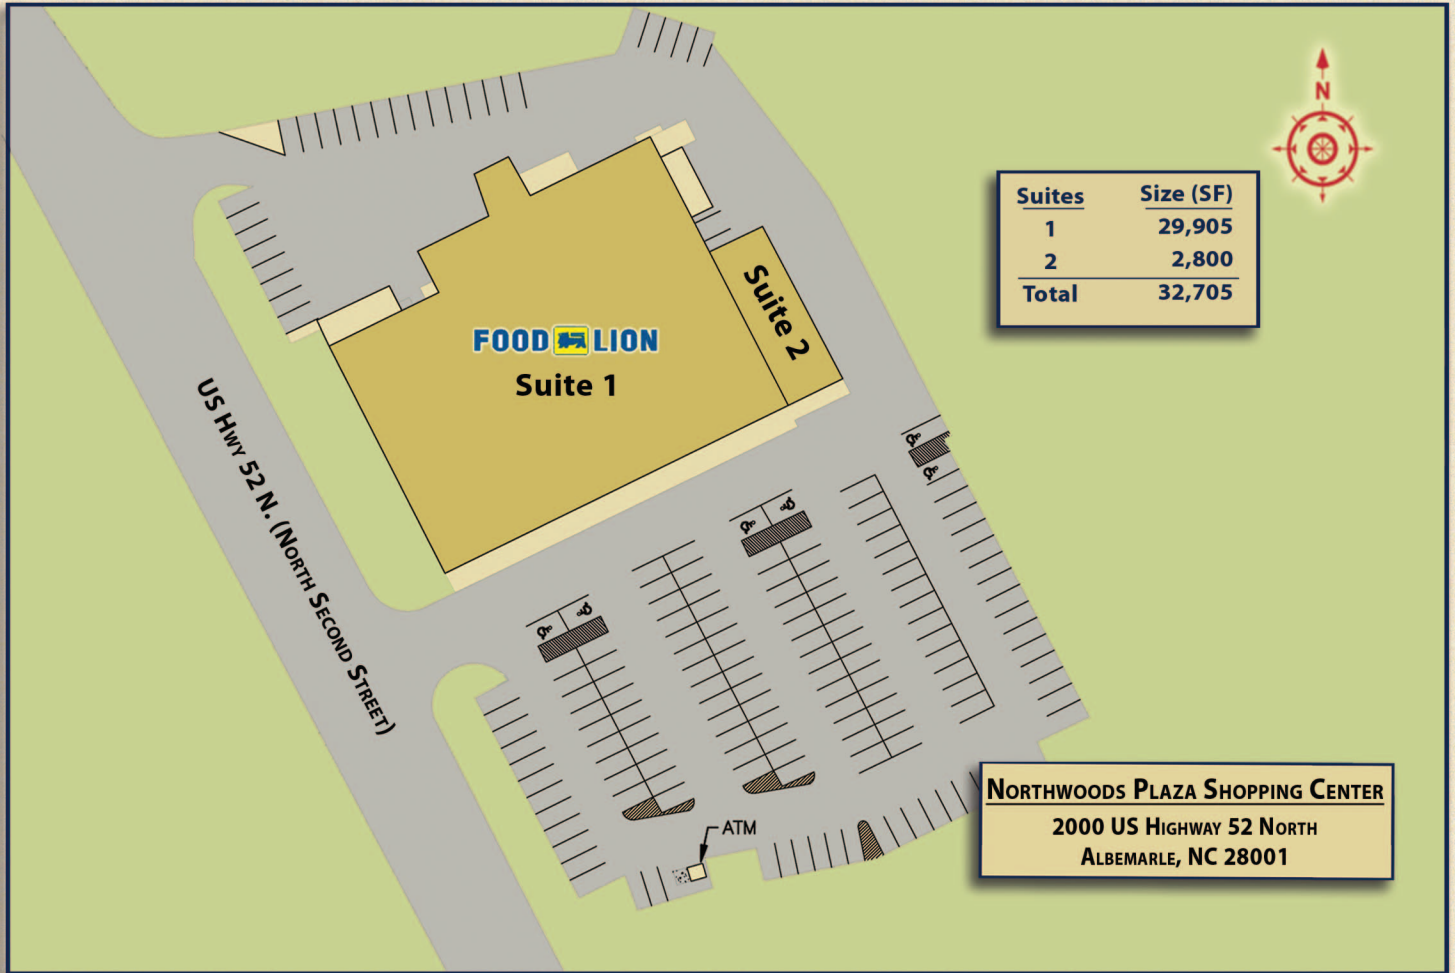 N
Suites Size (SF)
1 29,905
2 2,800
Total 32,705
FOOD LION
Suite 1
Suite 2
US Hwy 52 N. (North Second Street)
ATM
Northwoods Plaza Shopping Center
2000 US Highway 52 North
Albemarle, NC 28001